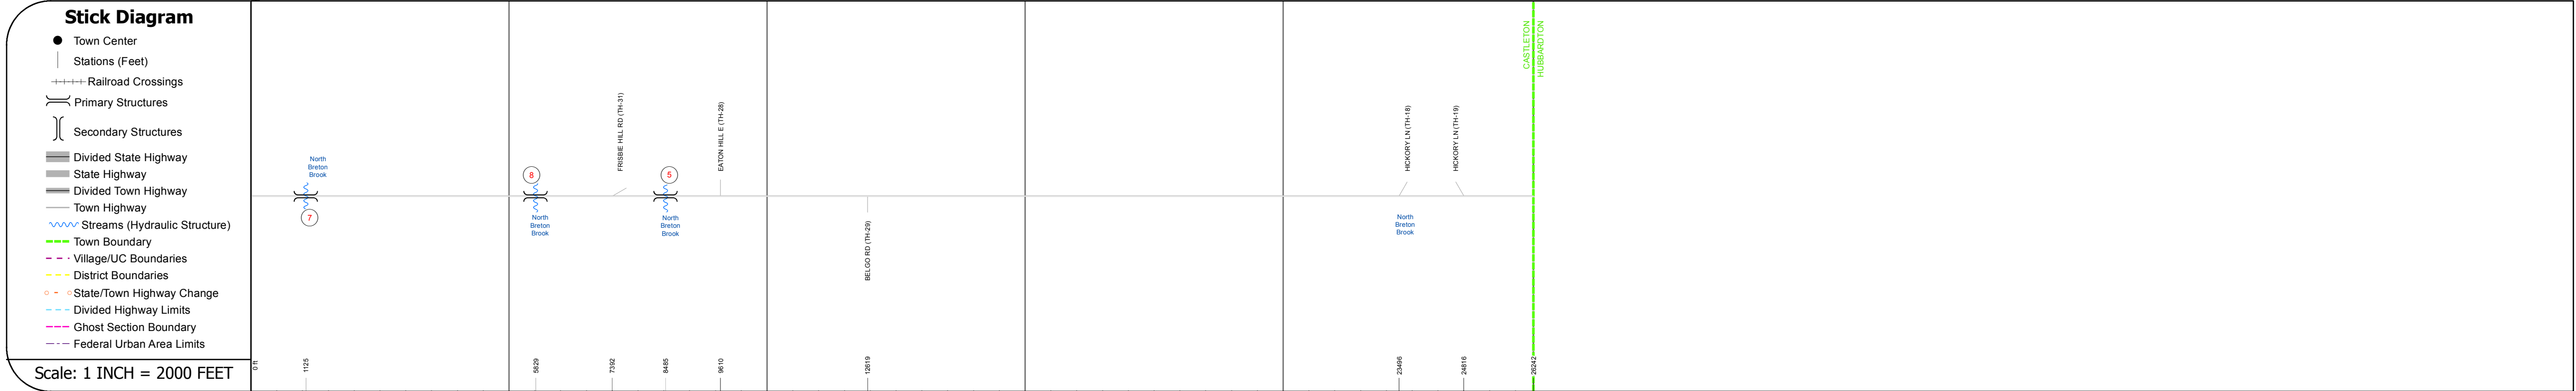 Stick Diagram
Town Center
Stations (Feet)
Railroad Crossings
Primary Structures
Secondary Structures
Divided State Highway
State Highway
Divided Town Highway
Town Highway
Streams (Hydraulic Structure)
Town Boundary
Village/UC Boundaries
District Boundaries
State/Town Highway Change
Divided Highway Limits
Ghost Section Boundary
Federal Urban Area Limits
Scale: 1 INCH = 2000 FEET
North
Breton
Brook
7
8
North
Breton
Brook
FRISBIE HILL RD (TH-31)
5
North
Breton
Brook
EATON HILL E (TH-28)
BELGO RD (TH-29)
HICKORY LN (TH-18)
North
Breton
Brook
HICKORY LN (TH-19)
CASTLETON
HUBBARDTON
0 ft
1125
5829
7392
8485
9610
12619
23496
24816
26242